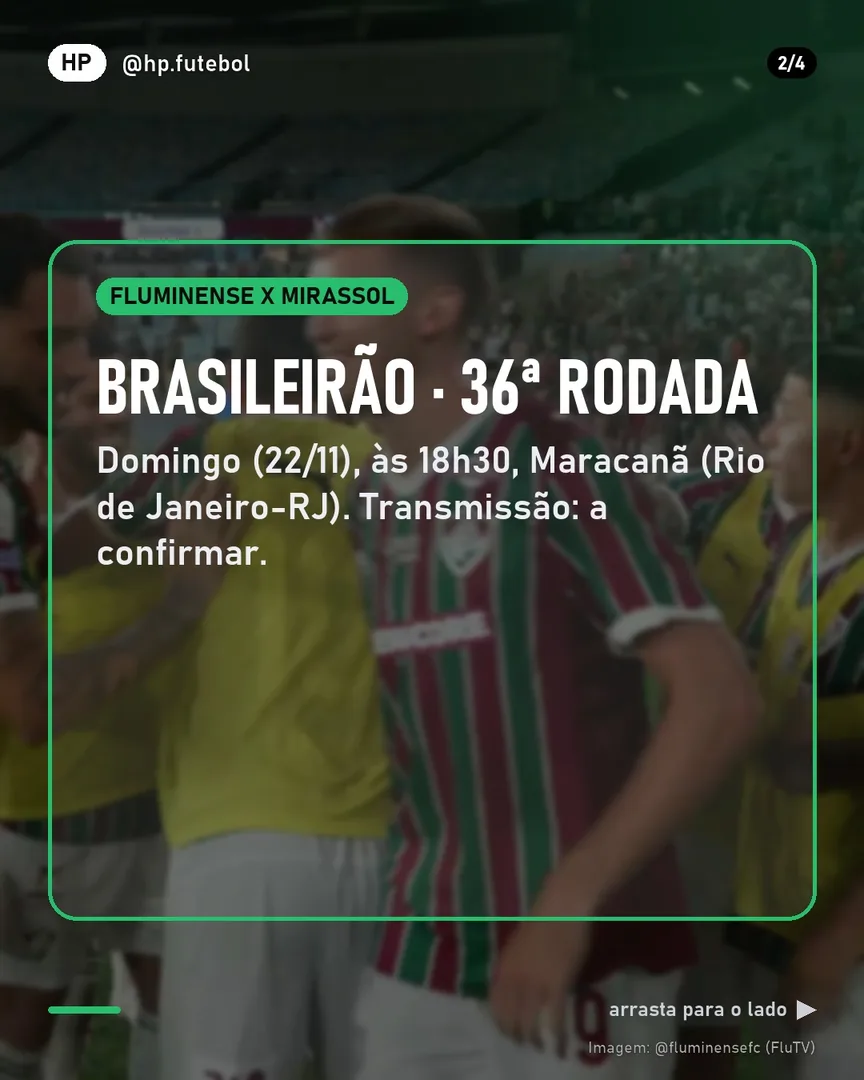 HP @hp.futebol
2/4
FLUMINENSE X MIRASSOL
BRASILEIRÃO · 36ª RODADA
Domingo (22/11), às 18h30, Maracanã (Rio
de Janeiro-RJ). Transmissão: a
confirmar.
arrasta para o lado ▶
Imagem: @fluminensefc (FluTV)